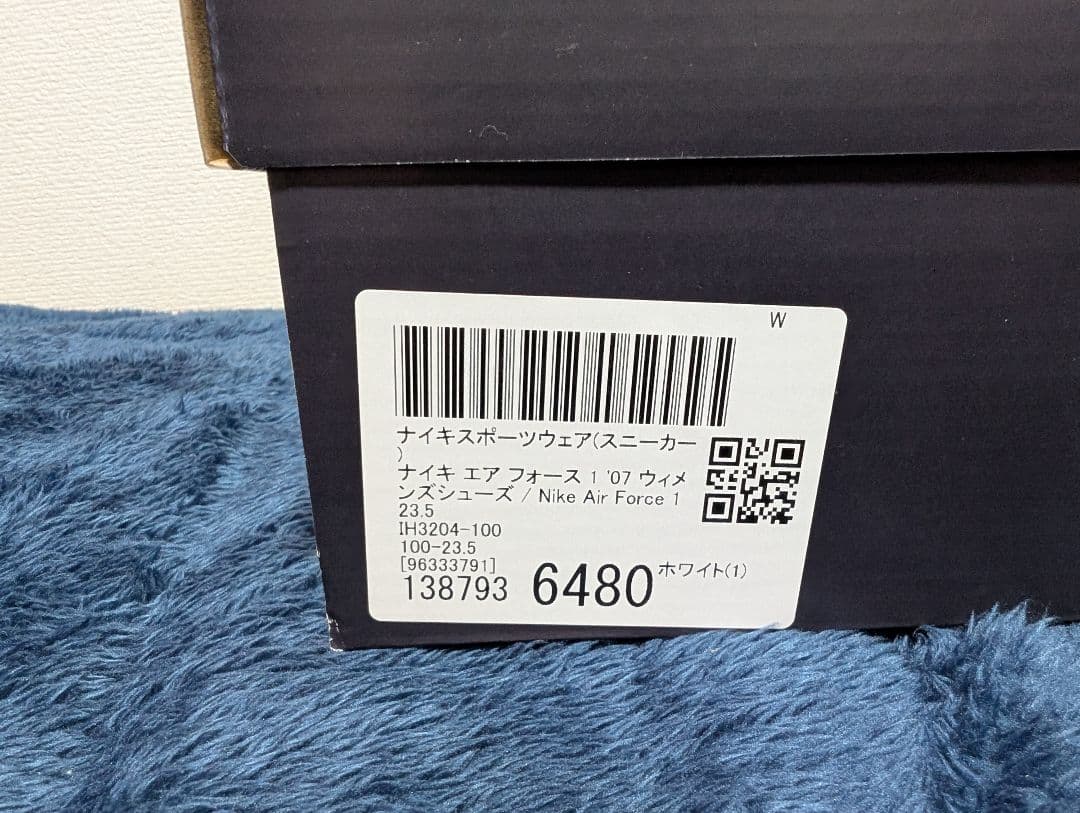 W
ナイキスポーツウェア(スニーカー
)
ナイキ エア フォース 1 '07 ウィメ
ンズシューズ / Nike Air Force 1
23.5
IH3204-100
100-23.5
[96333791]
138793 6480 ホワイト(1)